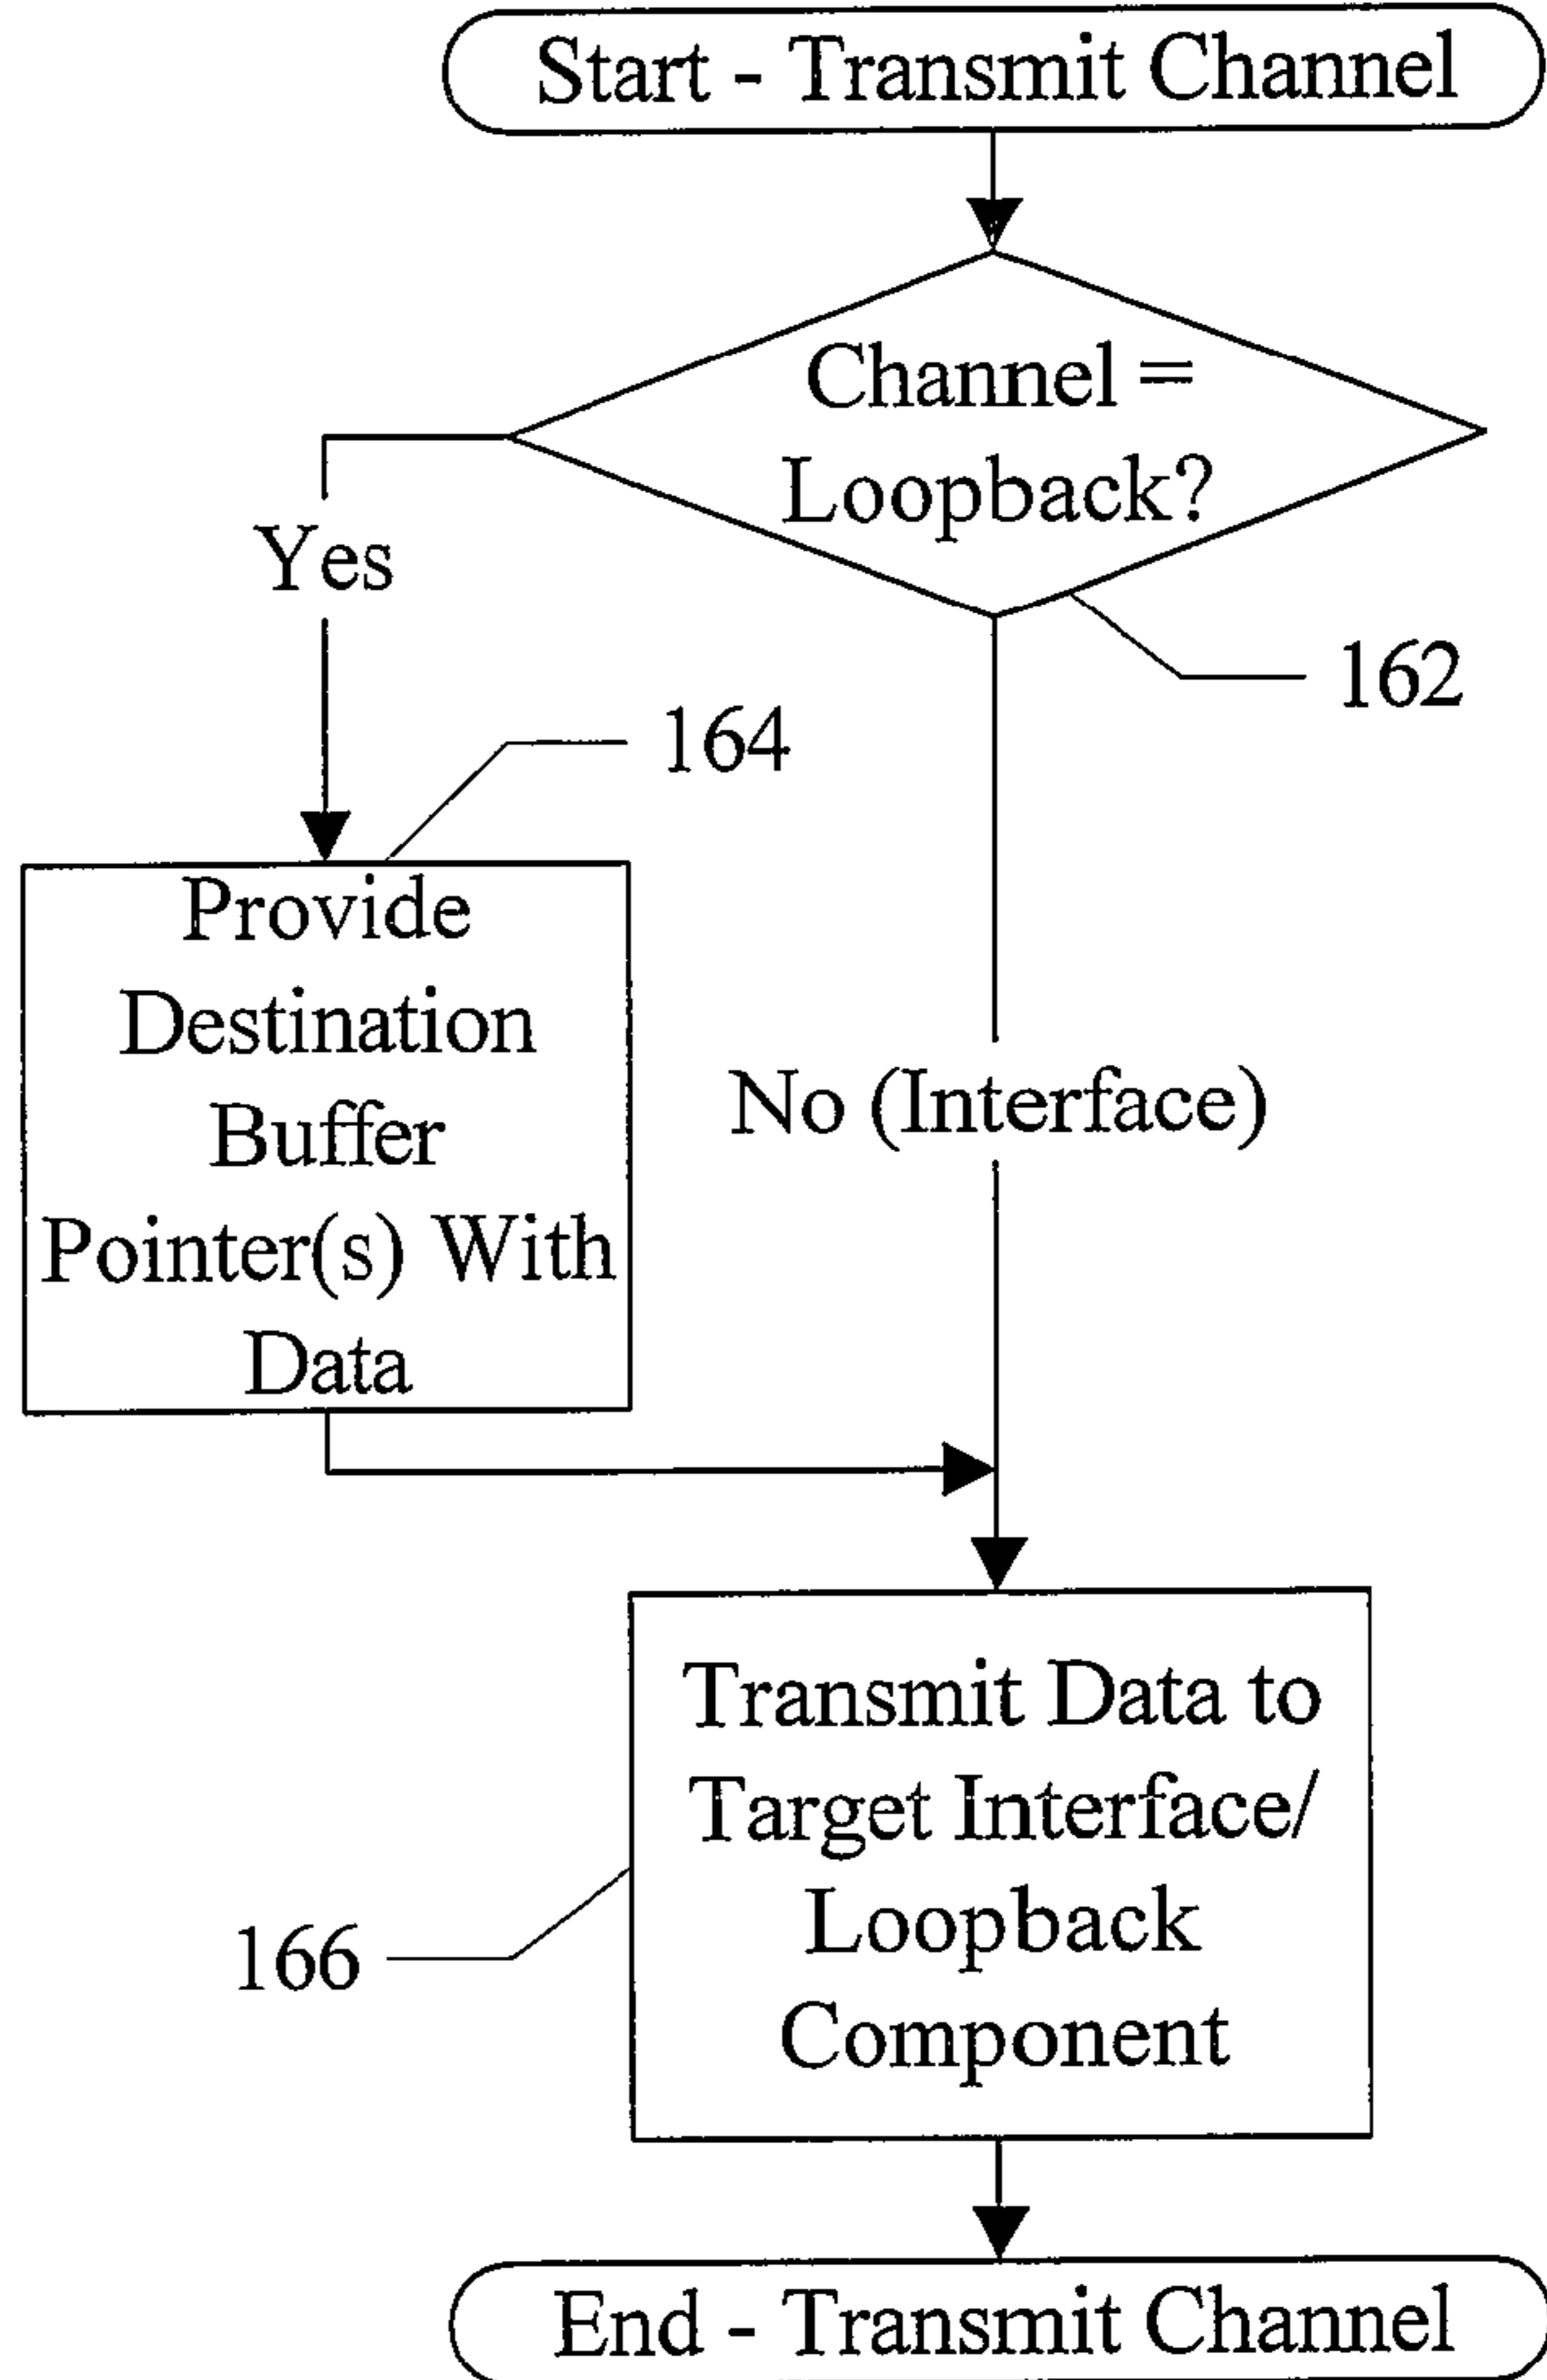 Start - Transmit Channel
Channel =
Loopback?
Yes
162
164
Provide
Destination
Buffer
Pointer(s) With
Data
No (Interface)
Transmit Data to
Target Interface/
Loopback
Component
166
End - Transmit Channel